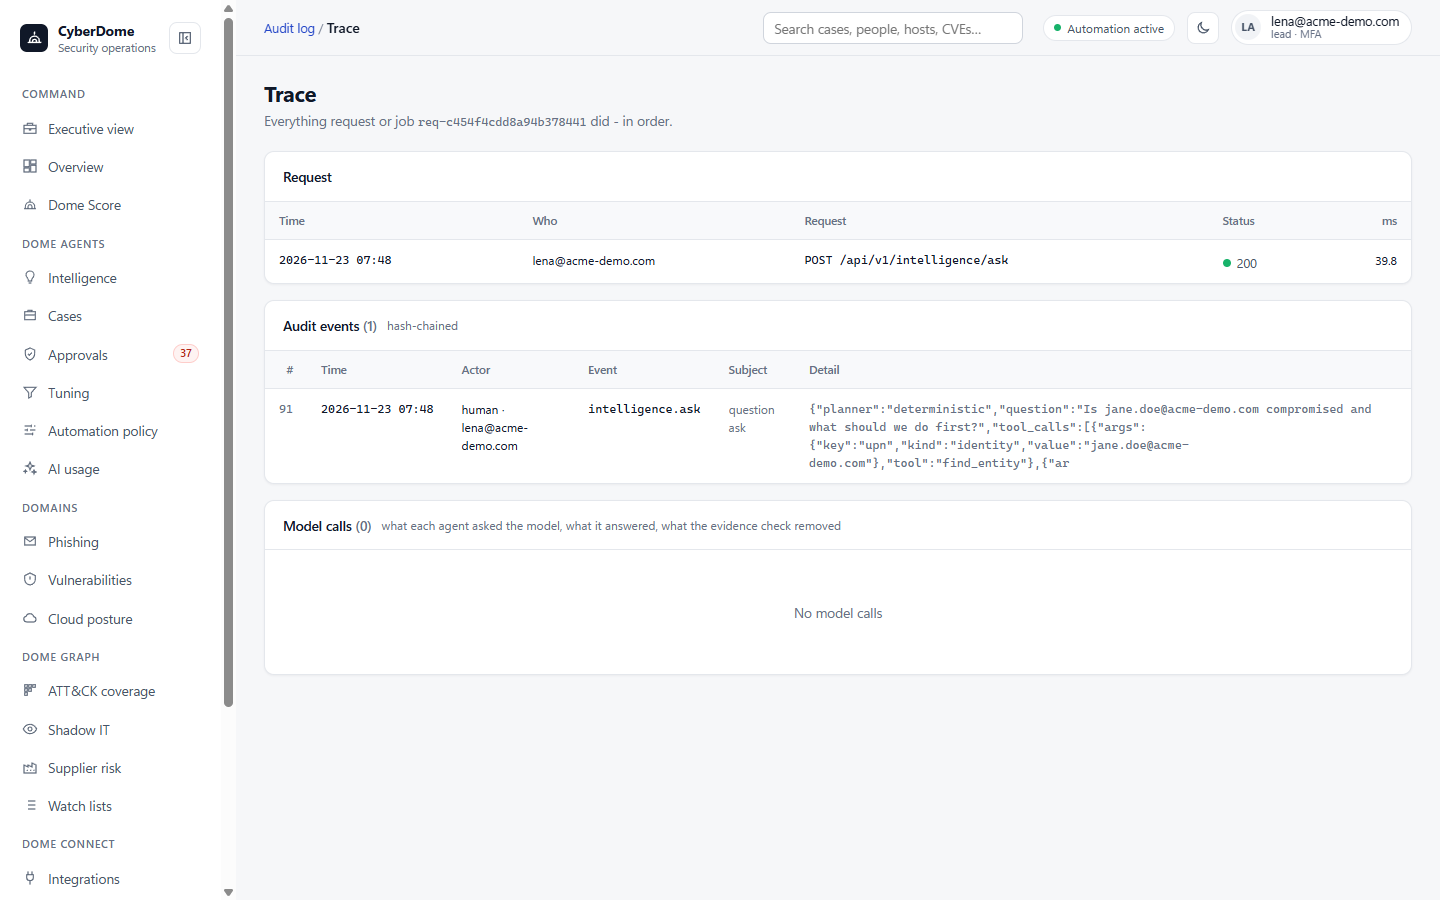 CyberDome
Security operations
Audit log / Trace
Search cases, people, hosts, CVEs...
Automation active
LA
lena@acme-demo.com
lead · MFA
COMMAND
Executive view
Overview
Dome Score
DOME AGENTS
Intelligence
Cases
Approvals 37
Tuning
Automation policy
AI usage
DOMAINS
Phishing
Vulnerabilities
Cloud posture
DOME GRAPH
ATT&CK coverage
Shadow IT
Supplier risk
Watch lists
DOME CONNECT
Integrations
Trace
Everything request or job req-c454f4cdd8a94b378441 did - in order.
Request
Time Who Request Status ms
2026-11-23 07:48 lena@acme-demo.com POST /api/v1/intelligence/ask 200 39.8
Audit events (1) hash-chained
# Time Actor Event Subject Detail
91 2026-11-23 07:48 human · lena@acme-demo.com intelligence.ask question ask
{"planner":"deterministic","question":"Is jane.doe@acme-demo.com compromised and
what should we do first?","tool_calls":[{"args":
{"key":"upn","kind":"identity","value":"jane.doe@acme-
demo.com"},"tool":"find_entity"},{"ar
Model calls (0) what each agent asked the model, what it answered, what the evidence check removed
No model calls